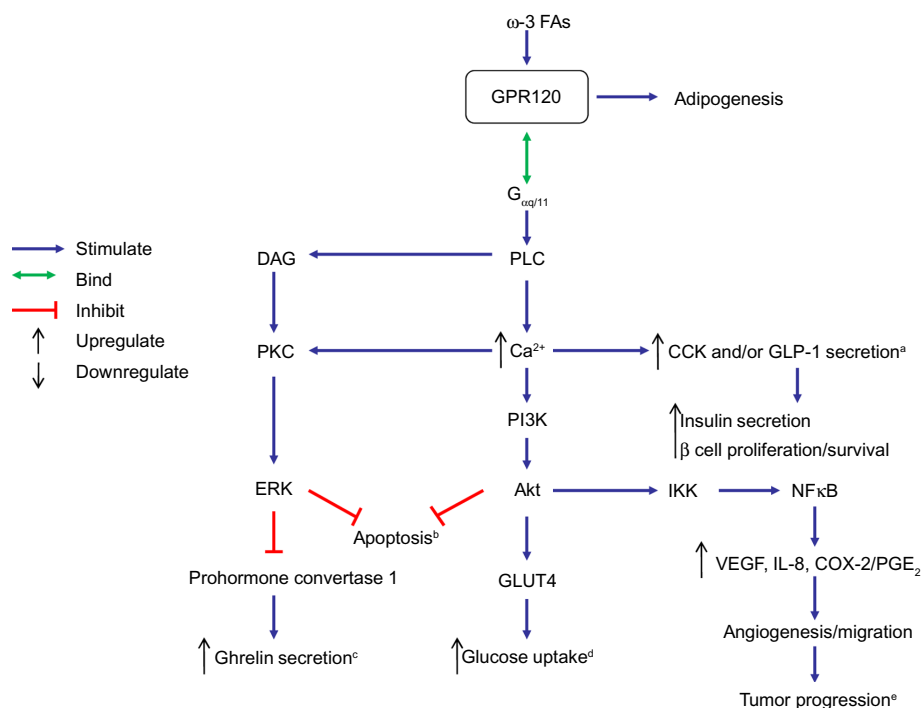 ω-3 FAs
GPR120
Adipogenesis
Gαq/11
Stimulate
Bind
Inhibit
Upregulate
Downregulate
DAG
PLC
PKC
Ca2+
CCK and/or GLP-1 secretiona
PI3K
Insulin secretion
β cell proliferation/survival
ERK
Akt
IKK
NFκB
Apoptosisb
Prohormone convertase 1
GLUT4
VEGF, IL-8, COX-2/PGE2
Angiogenesis/migration
Ghrelin secretionc
Glucose uptaked
Tumor progressione